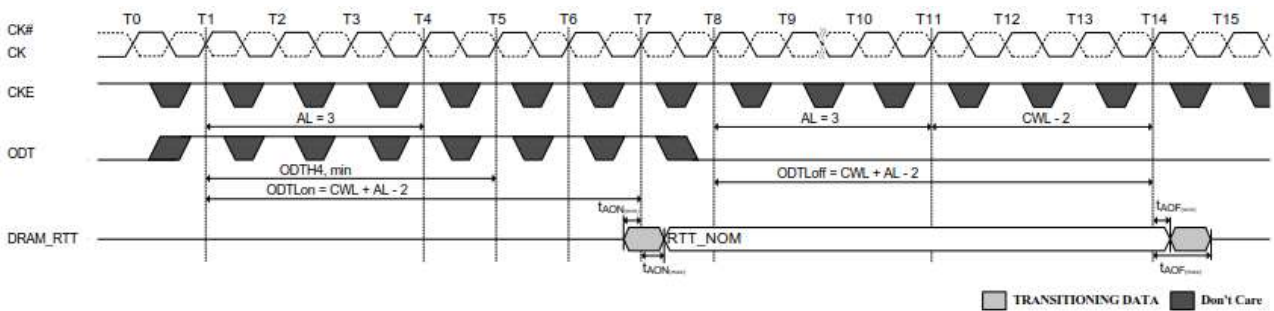 T0 T1 T2 T3 T4 T5 T6 T7 T8 T9 T10 T11 T12 T13 T14 T15
CK#
CK
CKE
AL = 3 AL = 3 CWL - 2
ODT
ODTH4, min ODTLoff = CWL + AL - 2
ODTLon = CWL + AL - 2
tAON(min) tAOF(min)
DRAM_RTT RTT_NOM
tAON(max) tAOF(max)
TRANSITIONING DATA Don't Care